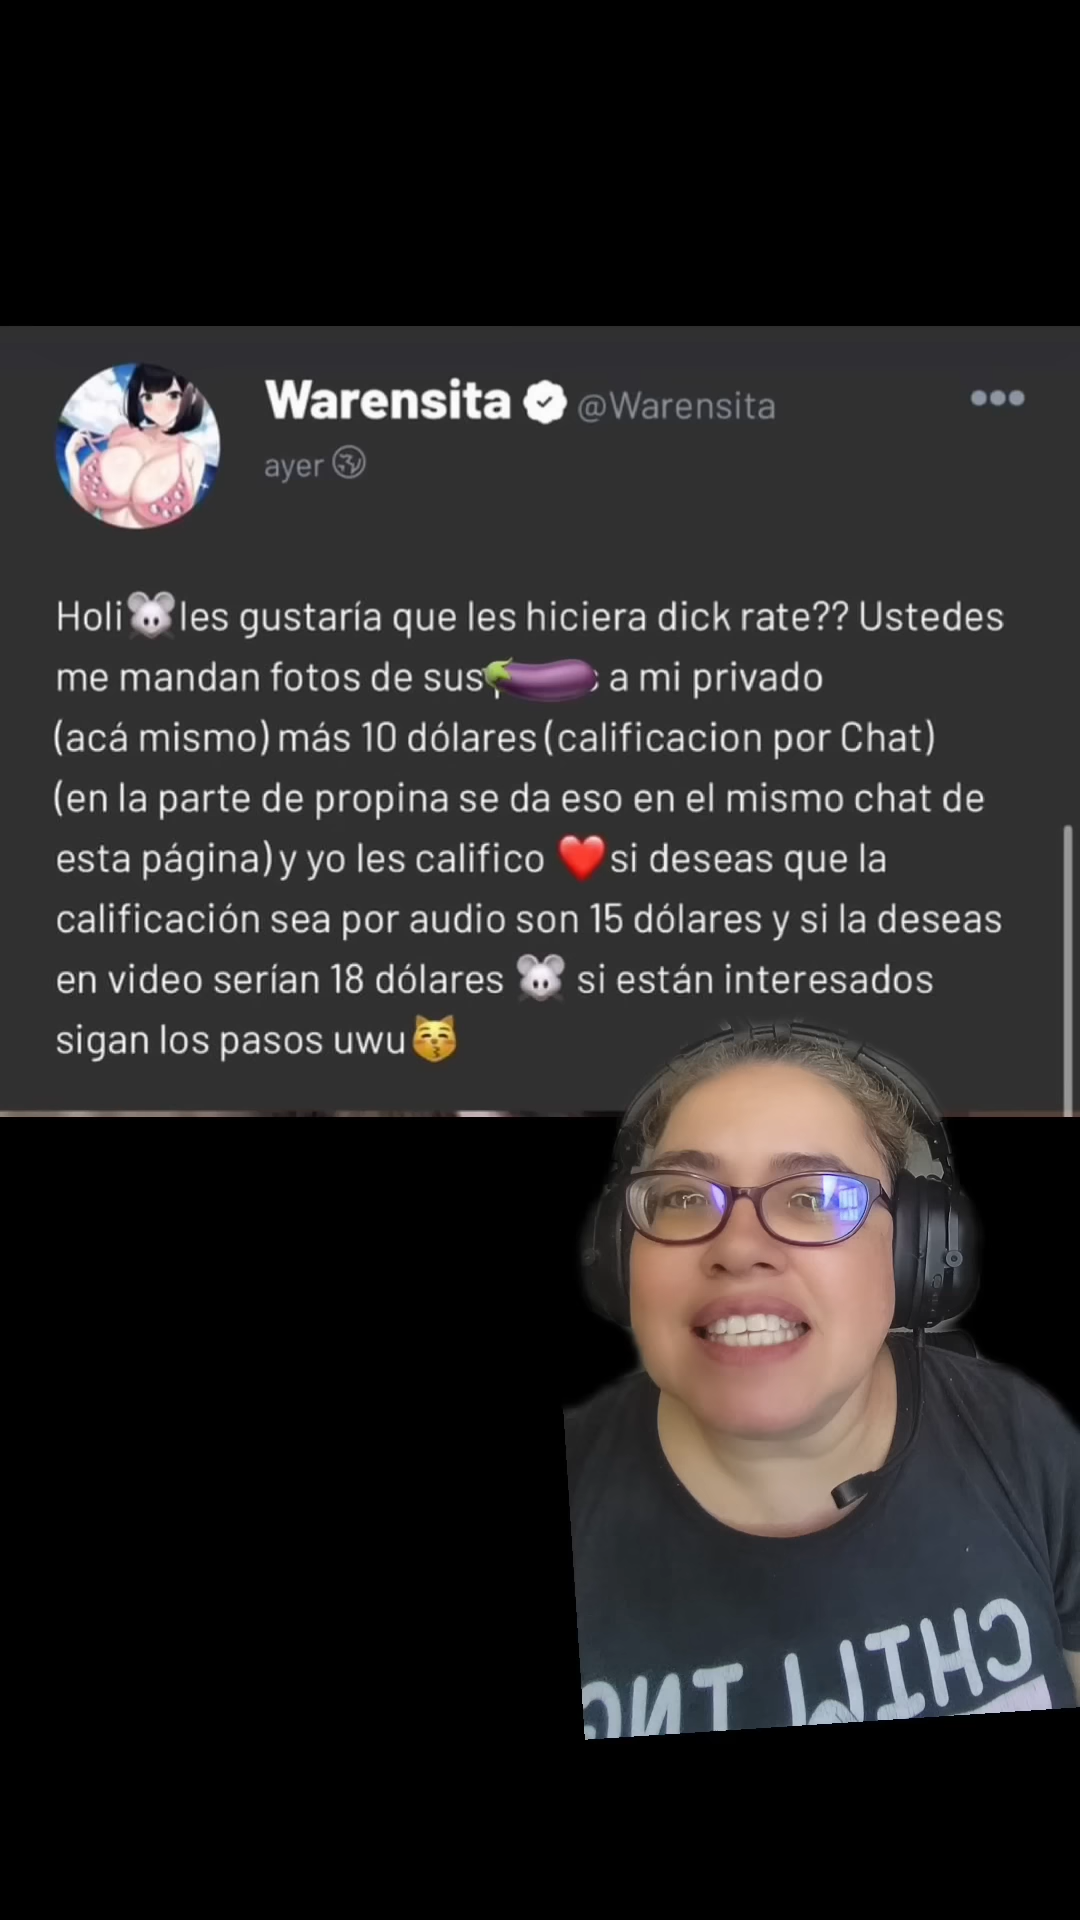 Warensita @Warensita
ayer
Holi🐭les gustaría que les hiciera dick rate?? Ustedes
me mandan fotos de sus🍆 a mi privado
(acá mismo) más 10 dólares (calificacion por Chat)
(en la parte de propina se da eso en el mismo chat de
esta página) y yo les califico ❤️si deseas que la
calificación sea por audio son 15 dólares y si la deseas
en video serían 18 dólares 🐭 si están interesados
sigan los pasos uwu😽
CHILLING